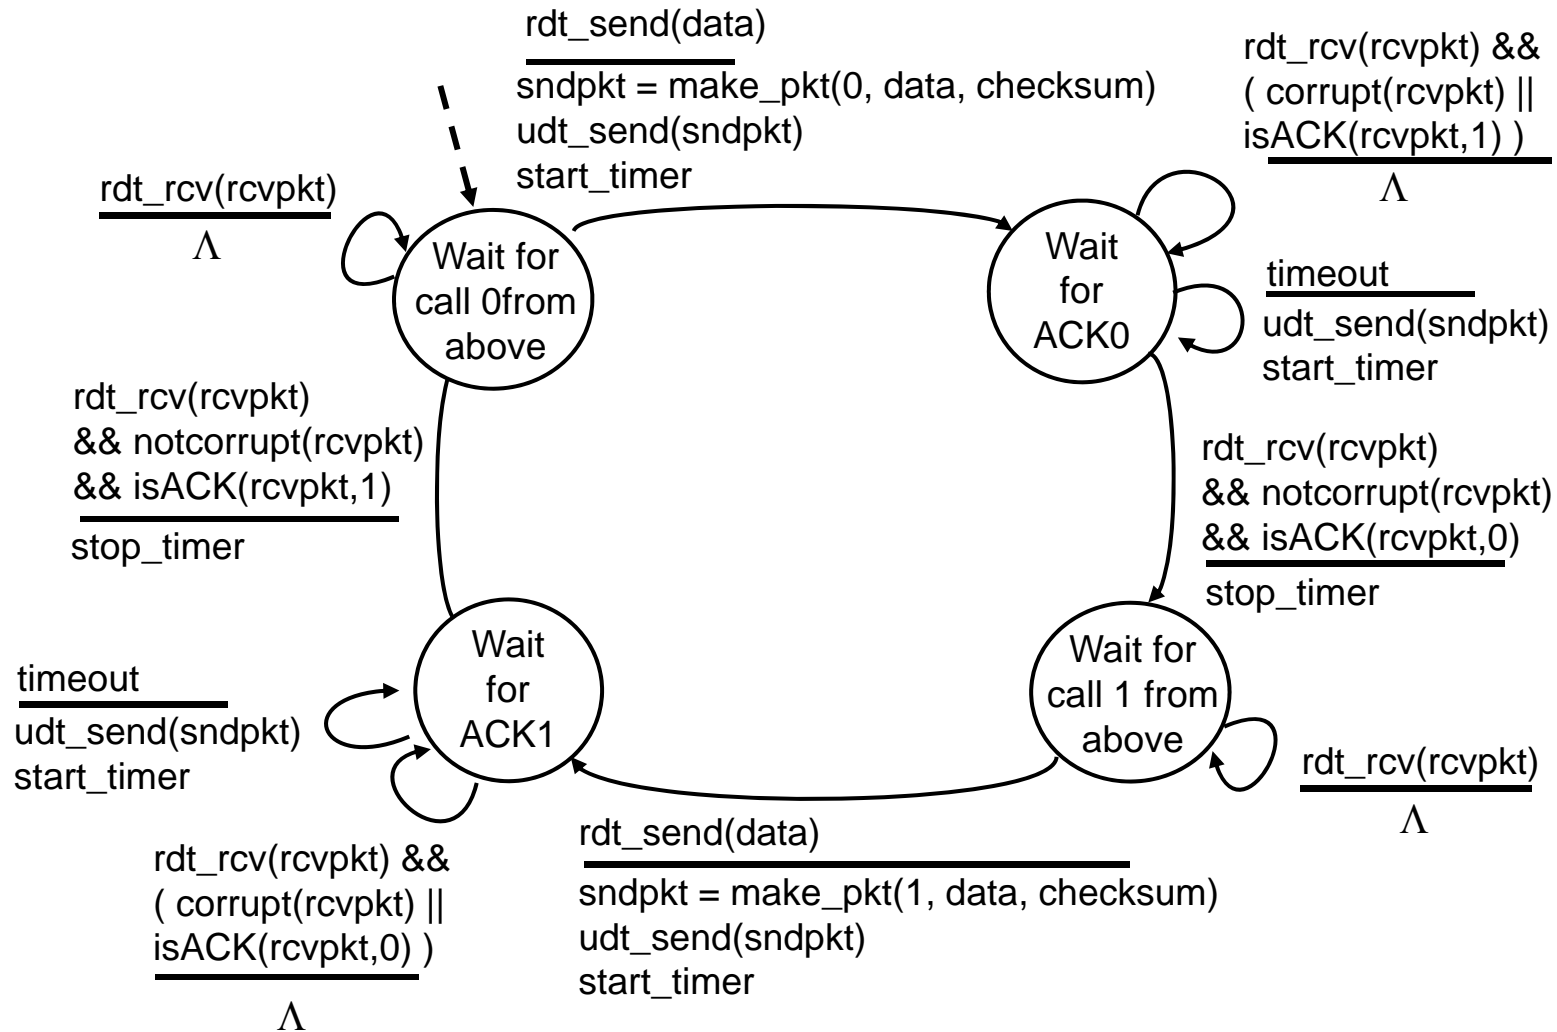 rdt_send(data)
sndpkt = make_pkt(0, data, checksum)
udt_send(sndpkt)
start_timer
rdt_rcv(rcvpkt) &&
( corrupt(rcvpkt) ||
isACK(rcvpkt,1) )
Λ
rdt_rcv(rcvpkt)
Λ
Wait for
call 0from
above
Wait
for
ACK0
timeout
udt_send(sndpkt)
start_timer
rdt_rcv(rcvpkt)
&& notcorrupt(rcvpkt)
&& isACK(rcvpkt,1)
stop_timer
rdt_rcv(rcvpkt)
&& notcorrupt(rcvpkt)
&& isACK(rcvpkt,0)
stop_timer
Wait
for
ACK1
Wait for
call 1 from
above
timeout
udt_send(sndpkt)
start_timer
rdt_rcv(rcvpkt)
Λ
rdt_rcv(rcvpkt) &&
( corrupt(rcvpkt) ||
isACK(rcvpkt,0) )
Λ
rdt_send(data)
sndpkt = make_pkt(1, data, checksum)
udt_send(sndpkt)
start_timer